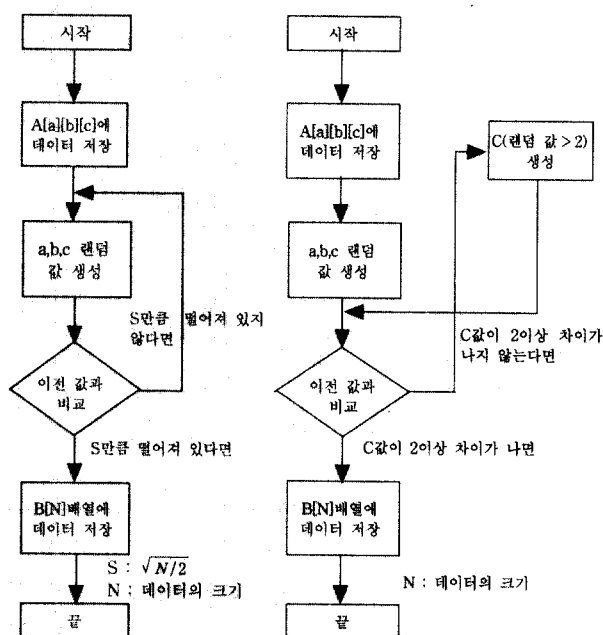 시작
A[a][b][c]에
데이터 저장
a,b,c 랜덤
값 생성
S만큼 떨어져 있지
않다면
이전 값과
비교
S만큼 떨어져 있다면
B[N]배열에
데이터 저장
S : √N/2
N : 데이터의 크기
끝
시작
A[a][b][c]에
데이터 저장
C(랜덤 값>2)
생성
a,b,c 랜덤
값 생성
C값이 2이상 차이가
나지 않는다면
이전 값과
비교
C값이 2이상 차이가 나면
B[N]배열에
데이터 저장
N : 데이터의 크기
끝